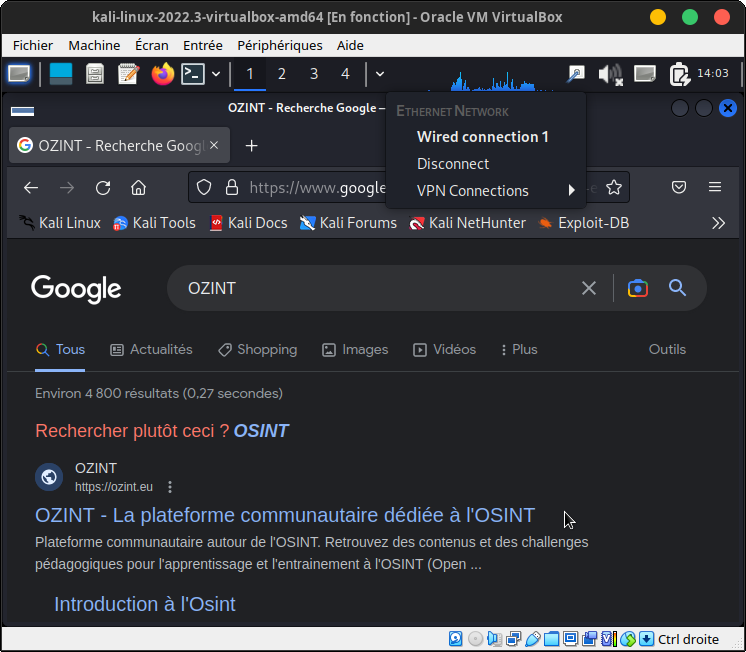 kali-linux-2022.3-virtualbox-amd64 [En fonction] - Oracle VM VirtualBox
Fichier Machine Écran Entrée Périphériques Aide
1 2 3 4 14:03
OZINT - Recherche Google —
ETHERNET NETWORK
Wired connection 1
Disconnect
VPN Connections
OZINT - Recherche Googl
https://www.google
Kali Linux Kali Tools Kali Docs Kali Forums Kali NetHunter Exploit-DB
Google OZINT
Tous Actualités Shopping Images Vidéos Plus Outils
Environ 4 800 résultats (0,27 secondes)
Rechercher plutôt ceci ? OSINT
OZINT
https://ozint.eu
OZINT - La plateforme communautaire dédiée à l'OSINT
Plateforme communautaire autour de l'OSINT. Retrouvez des contenus et des challenges
pédagogiques pour l'apprentissage et l'entrainement à l'OSINT (Open ...
Introduction à l'Osint
Ctrl droite